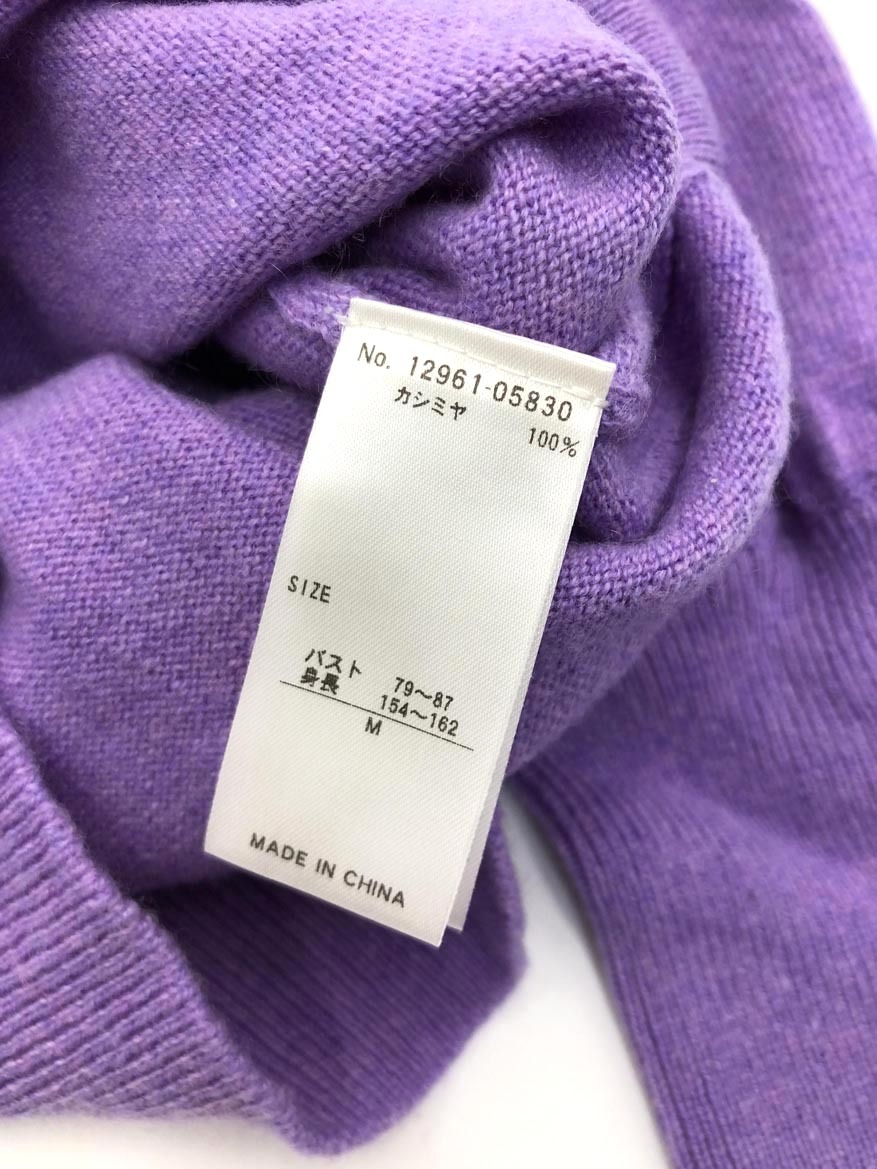 No. 12961-05830
カシミヤ
100%
SIZE
バスト 79～87
身長 154～162
M
MADE IN CHINA